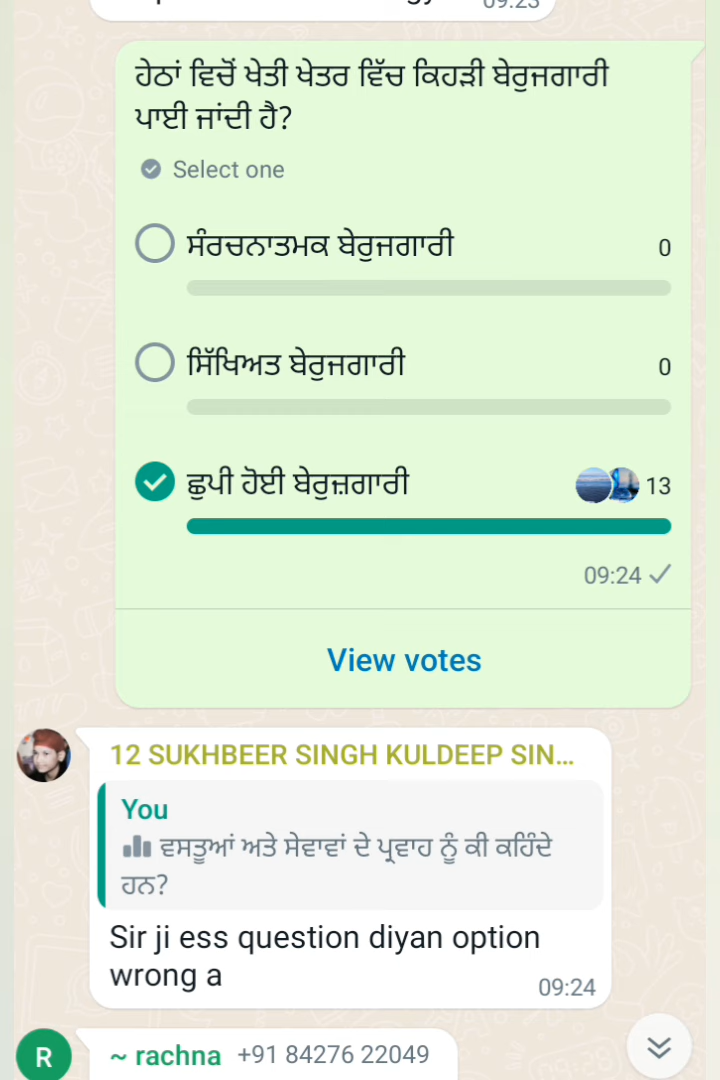 09:23
ਹੇਠਾਂ ਵਿਚੋਂ ਖੇਤੀ ਖੇਤਰ ਵਿੱਚ ਕਿਹੜੀ ਬੇਰੁਜਗਾਰੀ
ਪਾਈ ਜਾਂਦੀ ਹੈ?
Select one
ਸੰਰਚਨਾਤਮਕ ਬੇਰੁਜਗਾਰੀ 0
ਸਿੱਖਿਅਤ ਬੇਰੁਜਗਾਰੀ 0
ਛੁਪੀ ਹੋਈ ਬੇਰੁਜ਼ਗਾਰੀ 13
09:24
View votes
12 SUKHBEER SINGH KULDEEP SIN...
You
ਵਸਤੂਆਂ ਅਤੇ ਸੇਵਾਵਾਂ ਦੇ ਪ੍ਰਵਾਹ ਨੂੰ ਕੀ ਕਹਿੰਦੇ
ਹਨ?
Sir ji ess question diyan option
wrong a
09:24
R
~ rachna +91 84276 22049